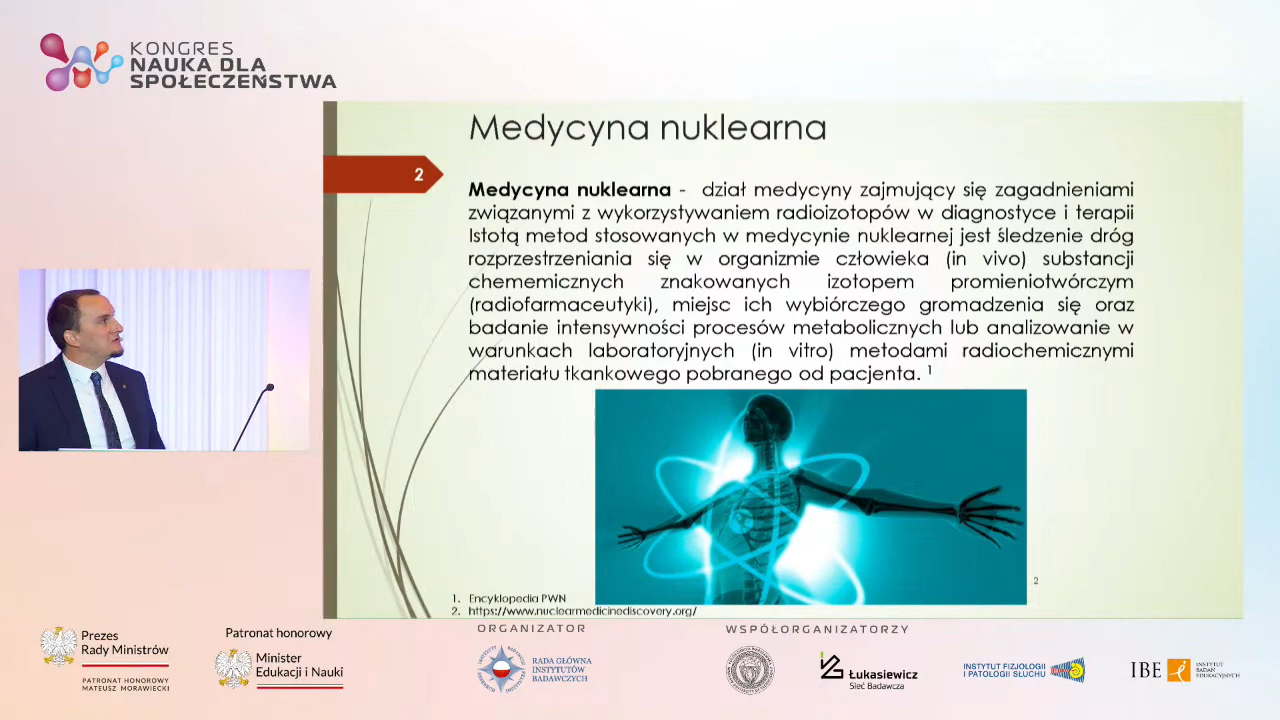 KONGRES
NAUKA DLA
SPOŁECZEŃSTWA
Medycyna nuklearna
2
Medycyna nuklearna - dział medycyny zajmujący się zagadnieniami
związanymi z wykorzystywaniem radioizotopów w diagnostyce i terapii
Istotą metod stosowanych w medycynie nuklearnej jest śledzenie dróg
rozprzestrzeniania się w organizmie człowieka (in vivo) substancji
chememicznych znakowanych izotopem promieniotwórczym
(radiofarmaceutyki), miejsc ich wybiórczego gromadzenia się oraz
badanie intensywności procesów metabolicznych lub analizowanie w
warunkach laboratoryjnych (in vitro) metodami radiochemicznymi
materiału tkankowego pobranego od pacjenta. 1
2
1. Encyklopedia PWN
2. https://www.nuclearmedicinediscovery.org/
Prezes
Rady Ministrów
PATRONAT HONOROWY
MATEUSZ MORAWIECKI
Patronat honorowy
Minister
Edukacji i Nauki
ORGANIZATOR
RADA GŁÓWNA
INSTYTUTÓW
BADAWCZYCH
WSPÓŁORGANIZATORZY
Łukasiewicz
Sieć Badawcza
INSTYTUT FIZJOLOGII
I PATOLOGII SŁUCHU
IBE
INSTYTUT
BADAŃ
EDUKACYJNYCH